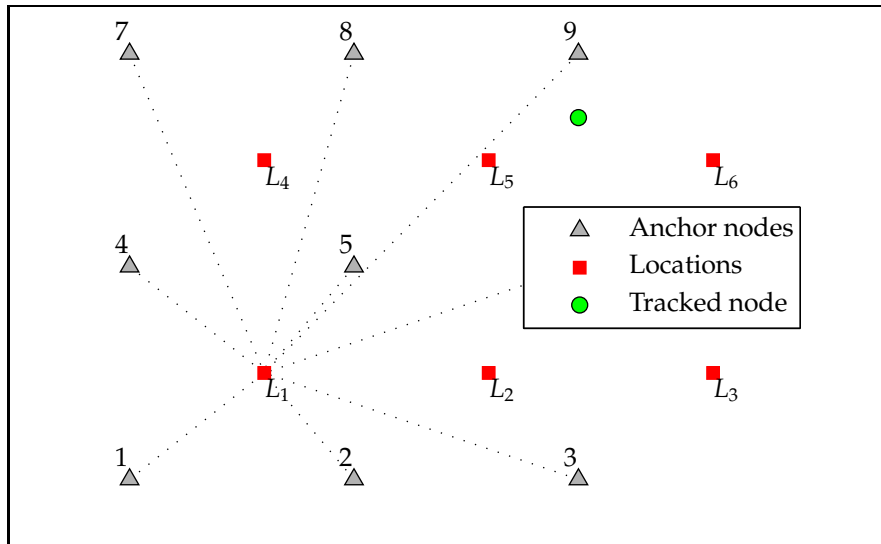 7 8 9
L4 L5 L6
4 5
Anchor nodes
Locations
Tracked node
L1 L2 L3
1 2 3